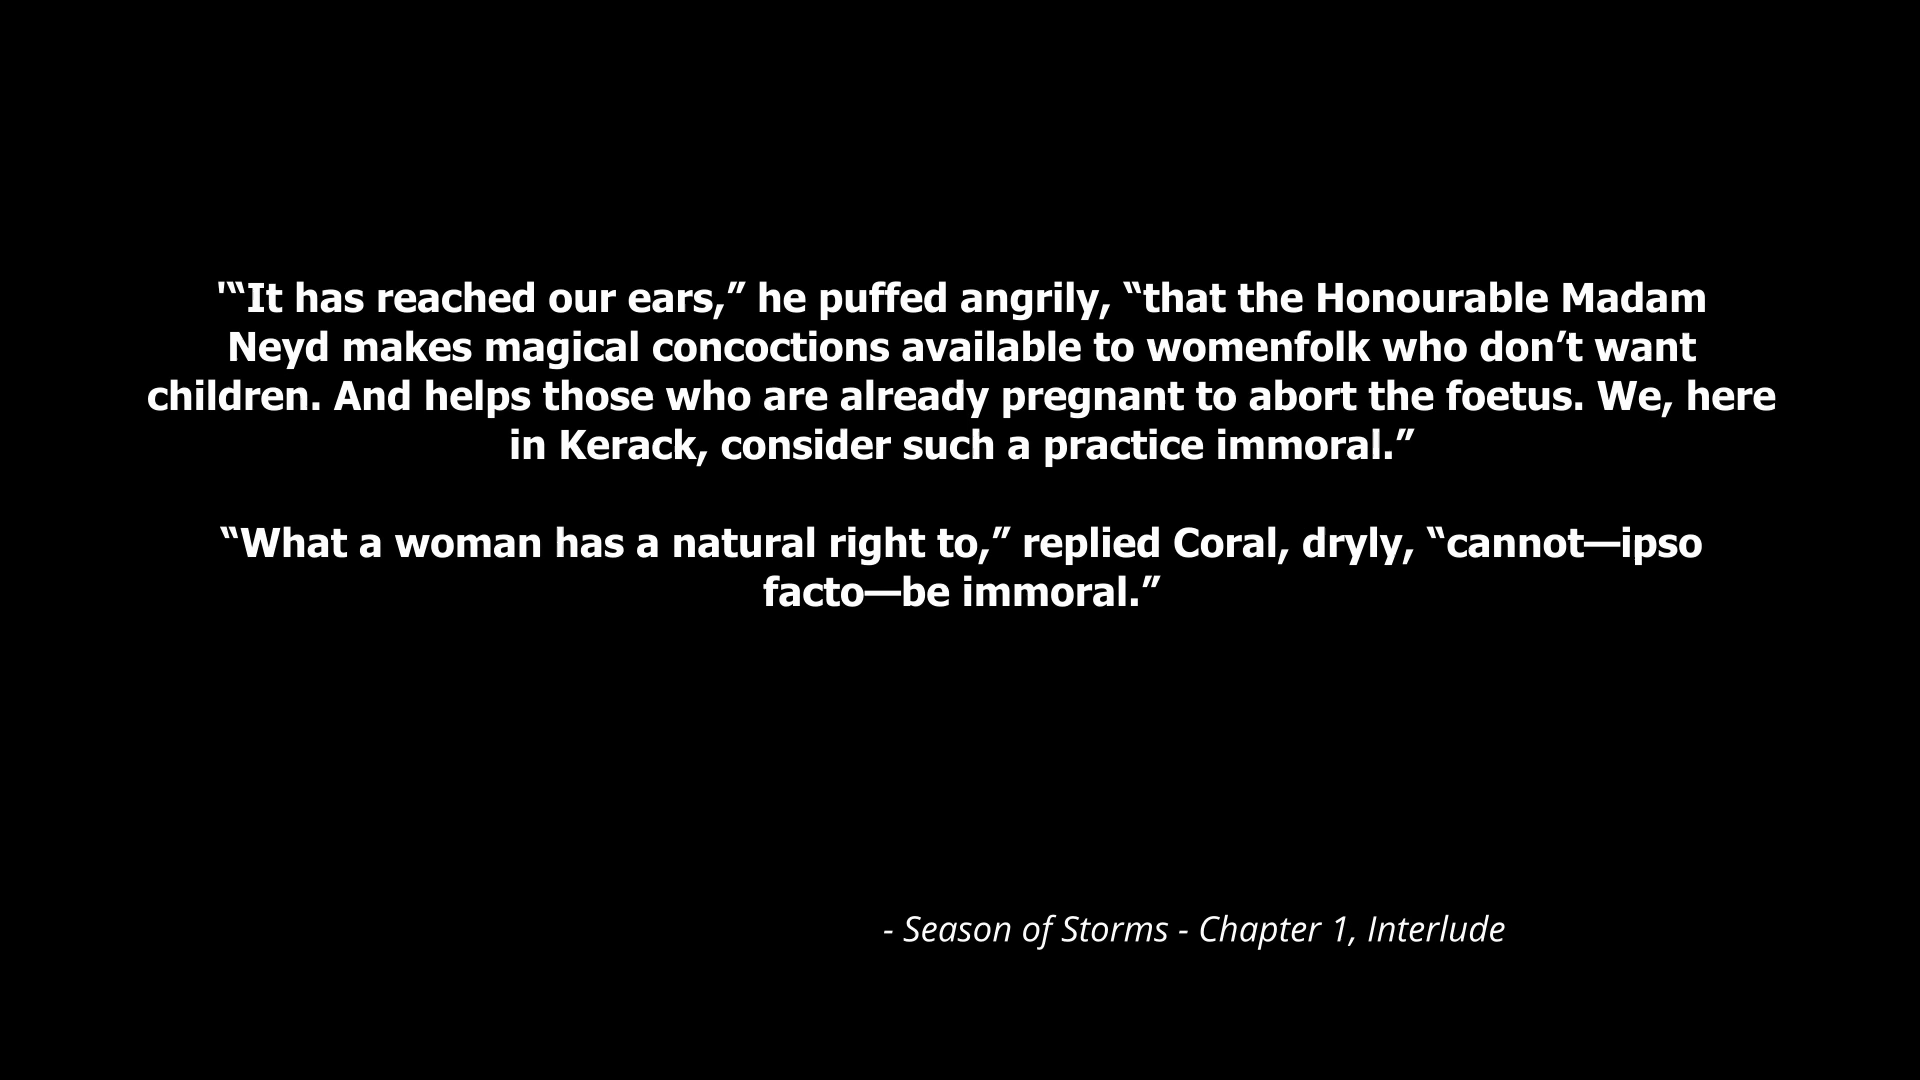 '“It has reached our ears,” he puffed angrily, “that the Honourable Madam
Neyd makes magical concoctions available to womenfolk who don’t want
children. And helps those who are already pregnant to abort the foetus. We, here
in Kerack, consider such a practice immoral.”
“What a woman has a natural right to,” replied Coral, dryly, “cannot—ipso
facto—be immoral.”
- Season of Storms - Chapter 1, Interlude